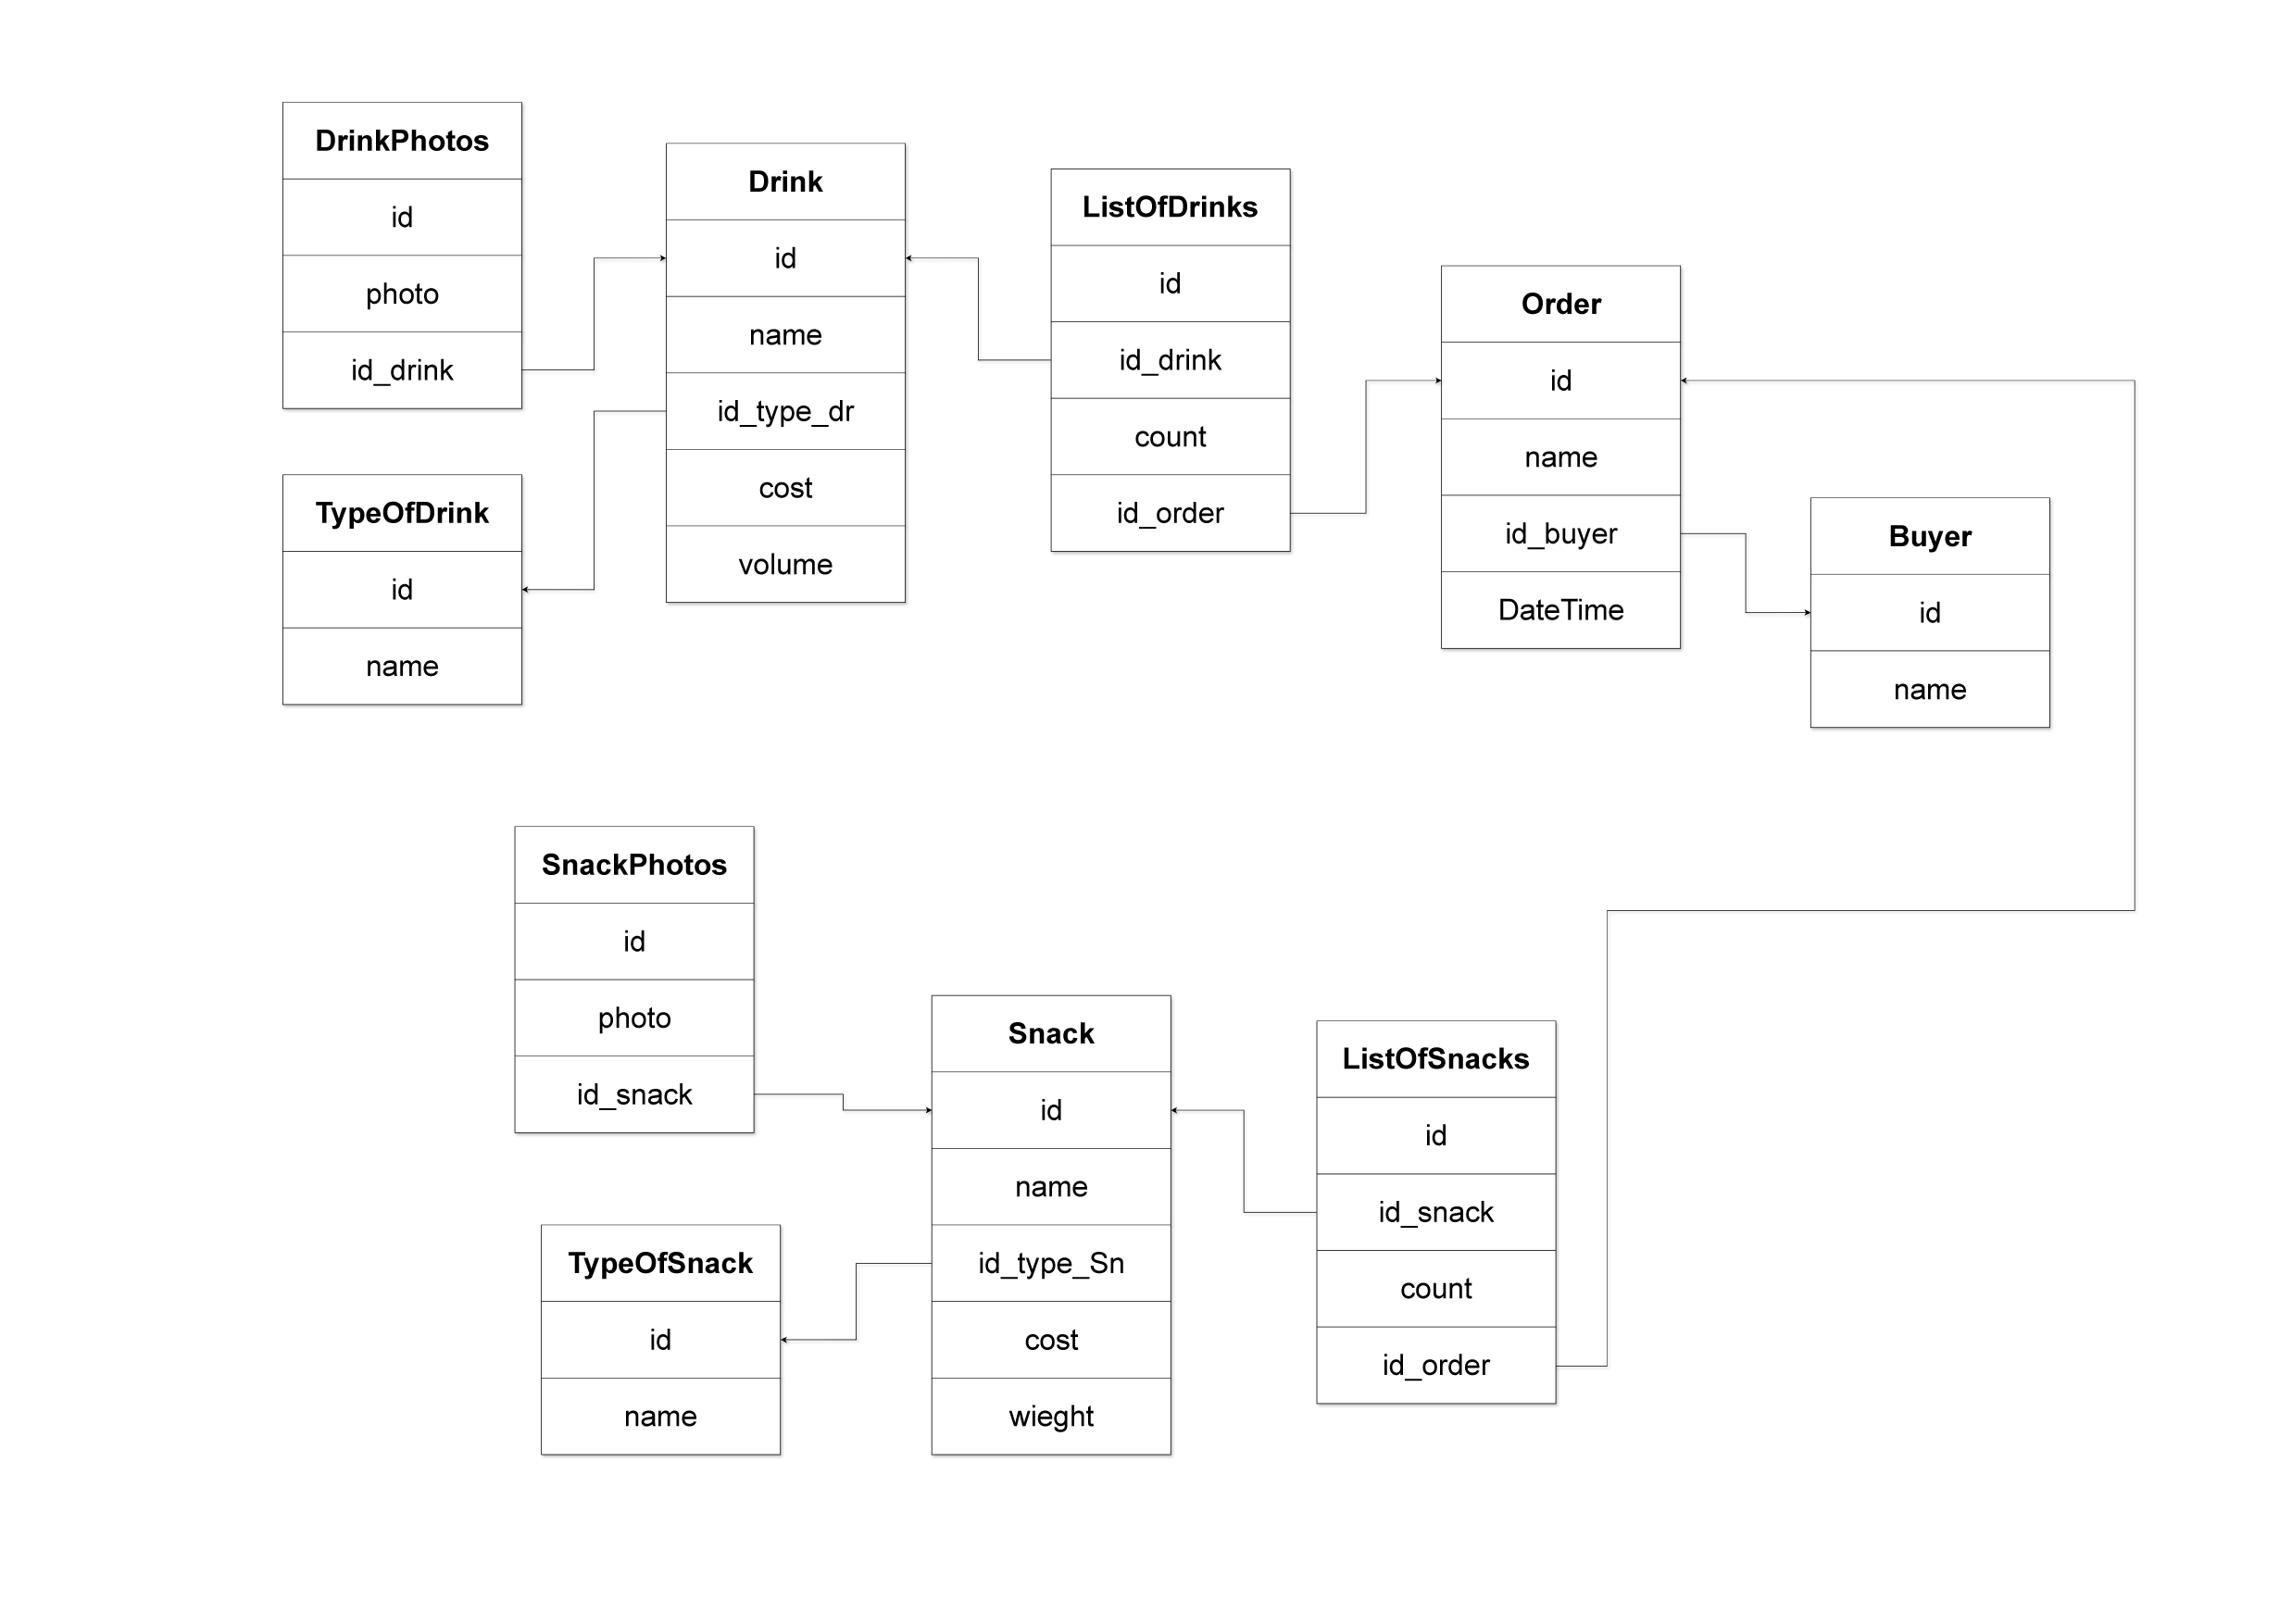 DrinkPhotos
id
photo
id_drink
TypeOfDrink
id
name
Drink
id
name
id_type_dr
cost
volume
ListOfDrinks
id
id_drink
count
id_order
Order
id
name
id_buyer
DateTime
Buyer
id
name
SnackPhotos
id
photo
id_snack
TypeOfSnack
id
name
Snack
id
name
id_type_Sn
cost
wieght
ListOfSnacks
id
id_snack
count
id_order